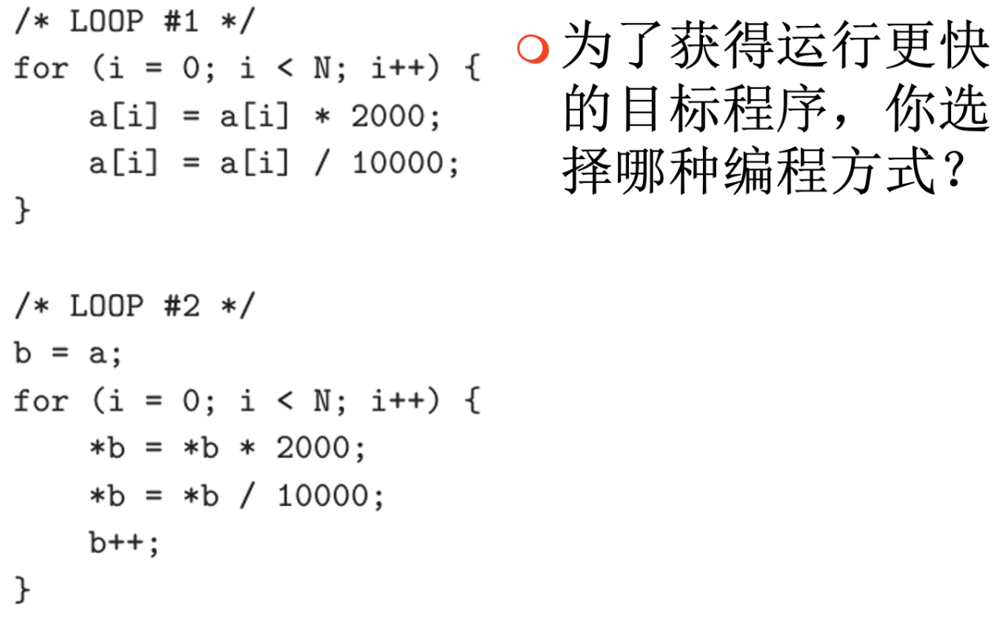 /* LOOP #1 */
for (i = 0; i < N; i++) {
    a[i] = a[i] * 2000;
    a[i] = a[i] / 10000;
}
/* LOOP #2 */
b = a;
for (i = 0; i < N; i++) {
    *b = *b * 2000;
    *b = *b / 10000;
    b++;
}
为了获得运行更快
的目标程序，你选
择哪种编程方式？